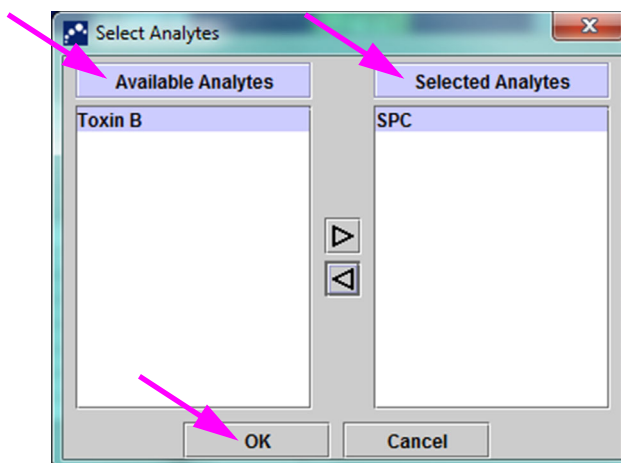 Select Analytes
Available Analytes
Selected Analytes
Toxin B
SPC
OK
Cancel